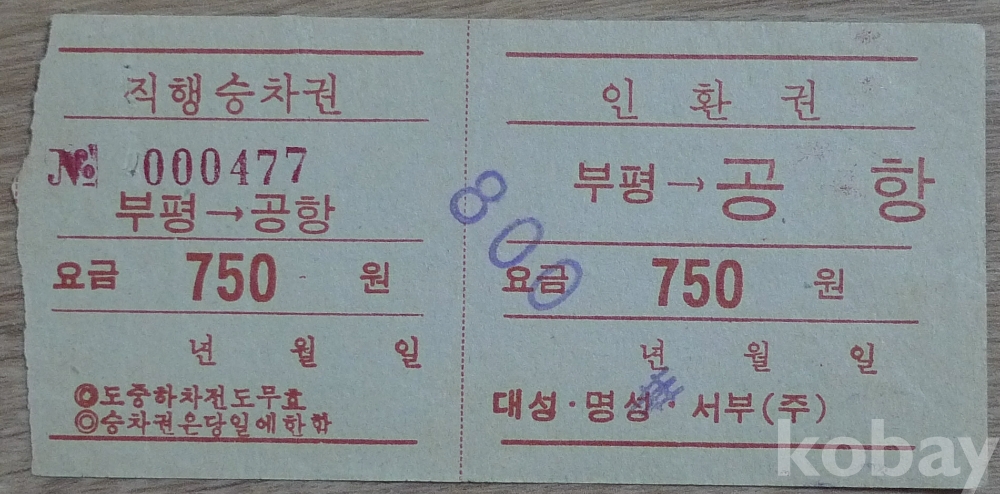 직행승차권
№ 000477
부평→공항
요금 750 원
년 월 일
◎도중하차전도무효
◎승차권은당일에한함
인 환 권
부평→공 항
800
요금 750 원
년 월 일
대성·명성·서부(주)
kobay